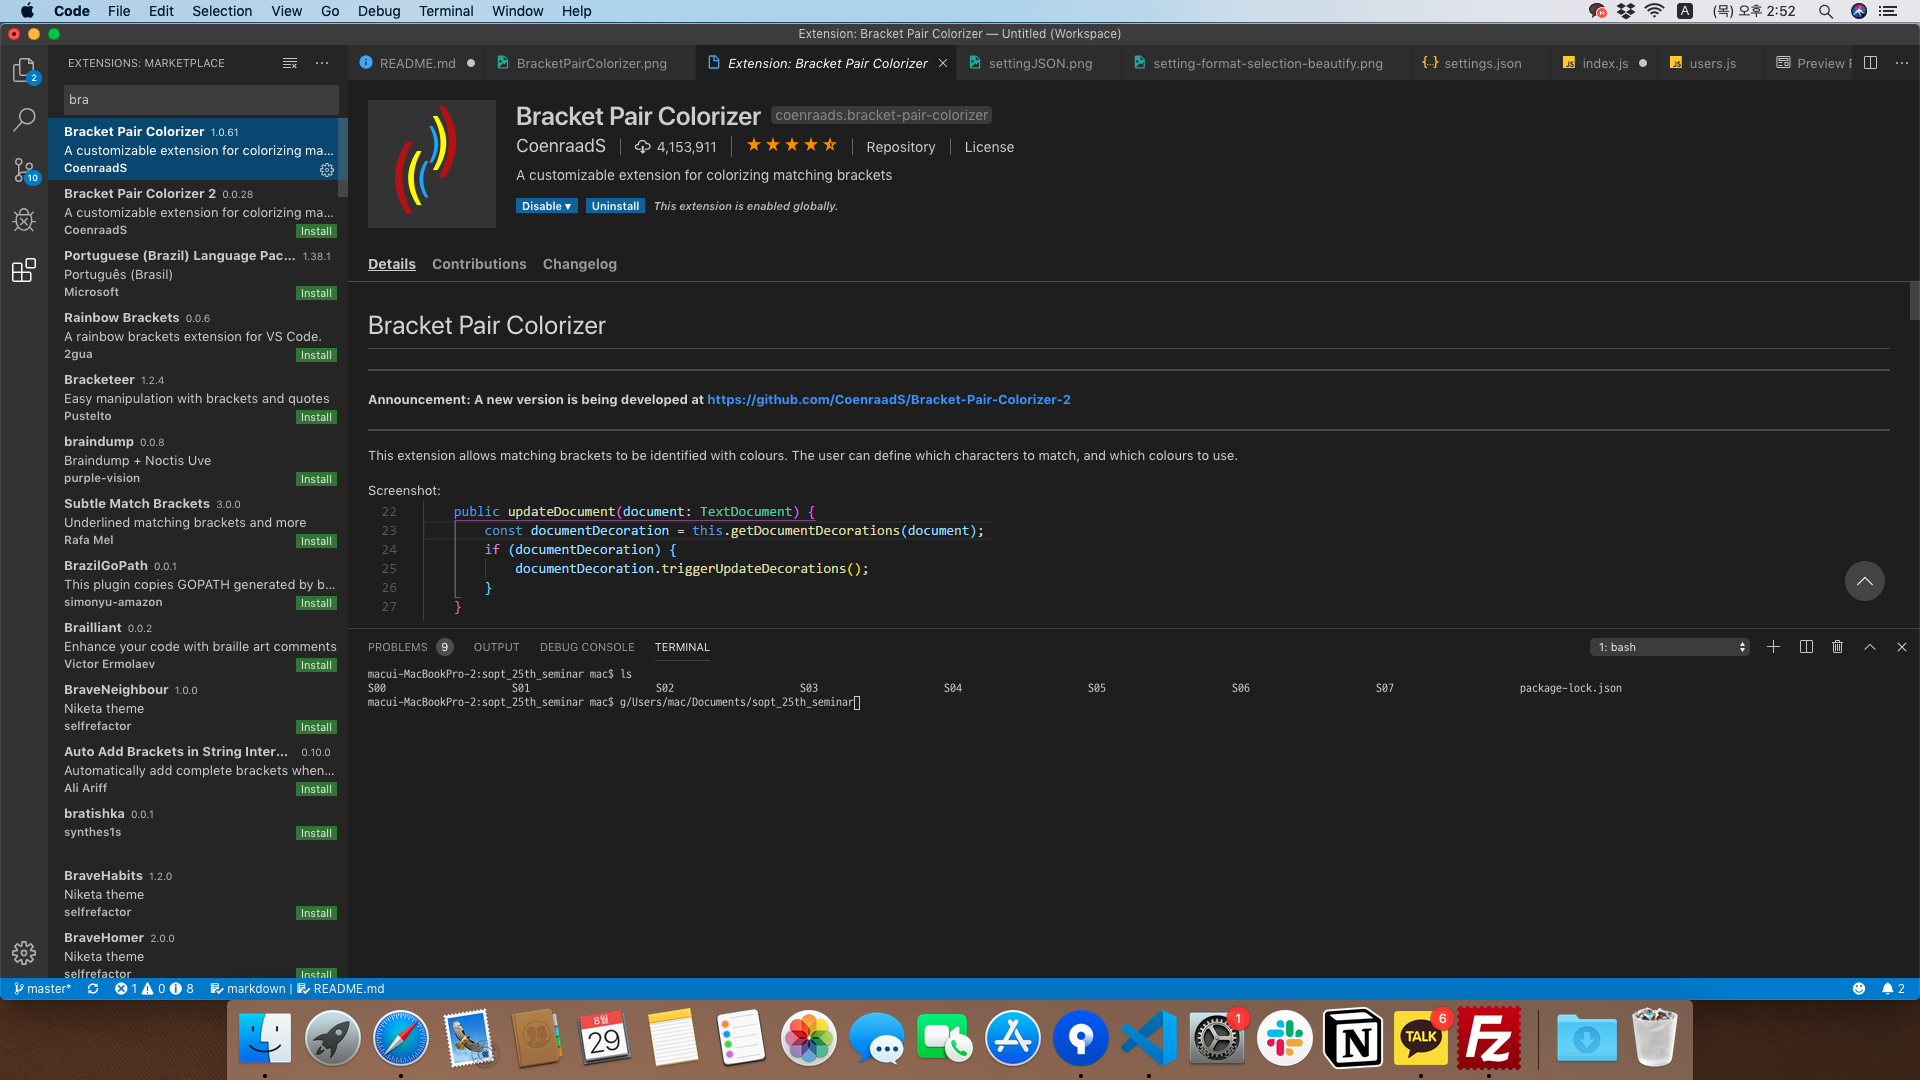 Code File Edit Selection View Go Debug Terminal Window Help A (목) 오후 2:52
Extension: Bracket Pair Colorizer — Untitled (Workspace)
EXTENSIONS: MARKETPLACE
README.md BracketPairColorizer.png Extension: Bracket Pair Colorizer settingJSON.png setting-format-selection-beautify.png settings.json index.js users.js Preview
bra
Bracket Pair Colorizer 1.0.61
A customizable extension for colorizing ma...
CoenraadS
Bracket Pair Colorizer 2 0.0.28
A customizable extension for colorizing ma...
CoenraadS Install
Portuguese (Brazil) Language Pac... 1.38.1
Português (Brasil)
Microsoft Install
Rainbow Brackets 0.0.6
A rainbow brackets extension for VS Code.
2gua Install
Bracketeer 1.2.4
Easy manipulation with brackets and quotes
Pustelto Install
braindump 0.0.8
Braindump + Noctis Uve
purple-vision Install
Subtle Match Brackets 3.0.0
Underlined matching brackets and more
Rafa Mel Install
BrazilGoPath 0.0.1
This plugin copies GOPATH generated by b...
simonyu-amazon Install
Brailliant 0.0.2
Enhance your code with braille art comments
Victor Ermolaev Install
BraveNeighbour 1.0.0
Niketa theme
selfrefactor Install
Auto Add Brackets in String Inter... 0.10.0
Automatically add complete brackets when...
Ali Ariff Install
bratishka 0.0.1
synthes1s Install
BraveHabits 1.2.0
Niketa theme
selfrefactor Install
BraveHomer 2.0.0
Niketa theme
selfrefactor Install
2
10
Bracket Pair Colorizer coenraads.bracket-pair-colorizer
CoenraadS 4,153,911 Repository License
A customizable extension for colorizing matching brackets
Disable ▾ Uninstall This extension is enabled globally.
Details Contributions Changelog
Bracket Pair Colorizer
Announcement: A new version is being developed at https://github.com/CoenraadS/Bracket-Pair-Colorizer-2
This extension allows matching brackets to be identified with colours. The user can define which characters to match, and which colours to use.
Screenshot:
22 public updateDocument(document: TextDocument) {
23 const documentDecoration = this.getDocumentDecorations(document);
24 if (documentDecoration) {
25 documentDecoration.triggerUpdateDecorations();
26 }
27 }
PROBLEMS 9 OUTPUT DEBUG CONSOLE TERMINAL 1: bash
macui-MacBookPro-2:sopt_25th_seminar mac$ ls
S00 S01 S02 S03 S04 S05 S06 S07 package-lock.json
macui-MacBookPro-2:sopt_25th_seminar mac$ g/Users/mac/Documents/sopt_25th_seminar
master* 1 0 8 markdown | README.md 2
8월
29
1
N
TALK
6
Fz